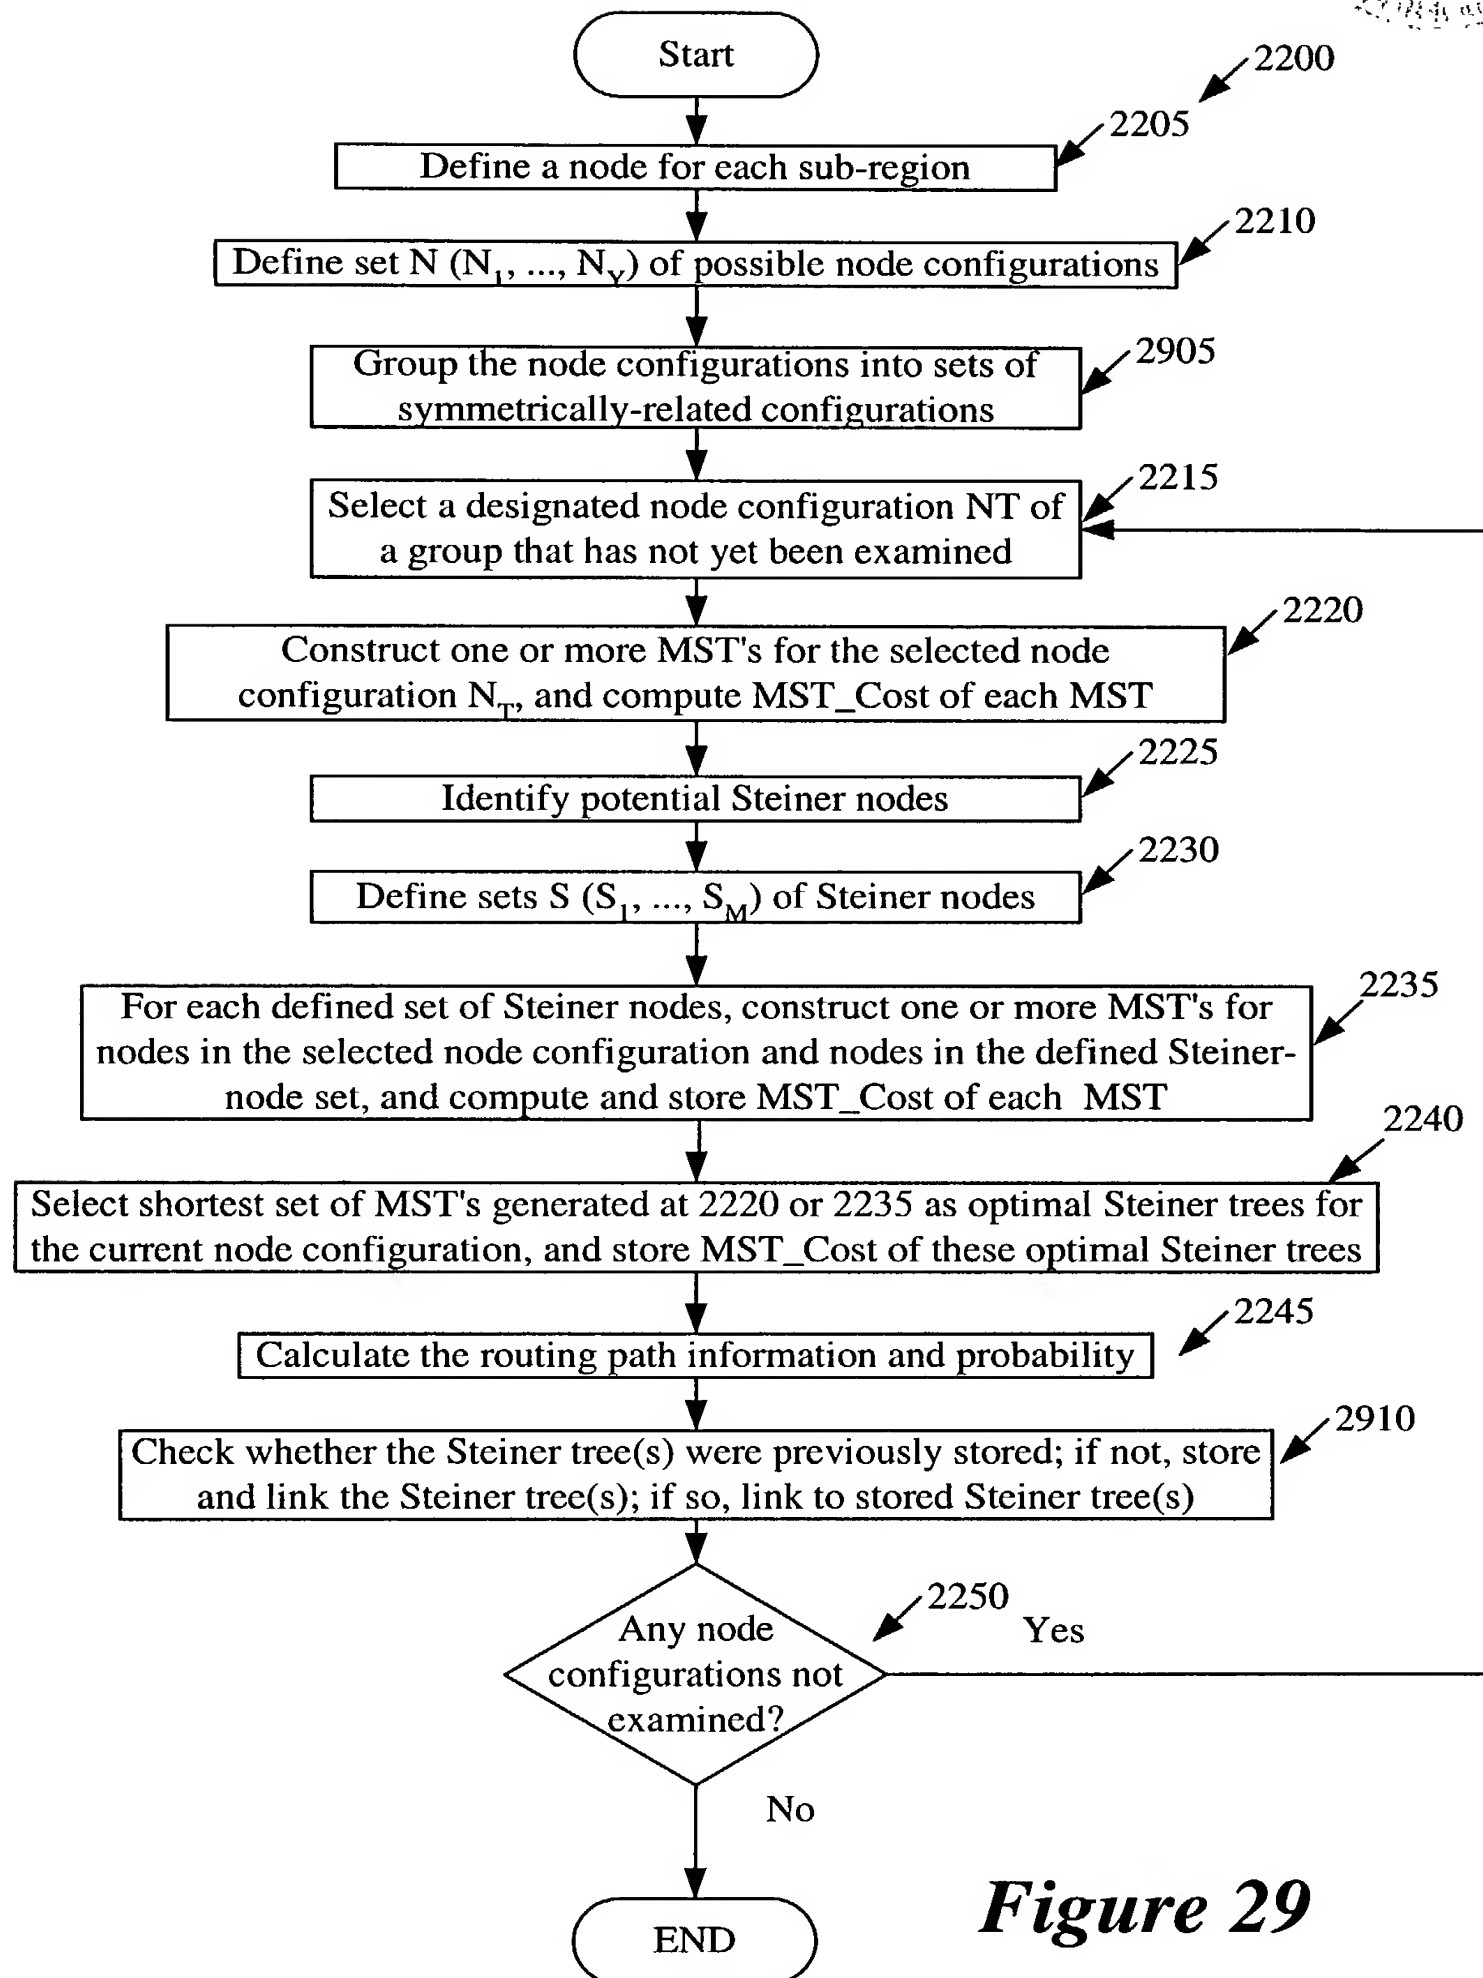 Start
2200
2205
Define a node for each sub-region
2210
Define set N (N1, ..., NY) of possible node configurations
2905
Group the node configurations into sets of
symmetrically-related configurations
2215
Select a designated node configuration NT of
a group that has not yet been examined
2220
Construct one or more MST's for the selected node
configuration NT, and compute MST_Cost of each MST
2225
Identify potential Steiner nodes
2230
Define sets S (S1, ..., SM) of Steiner nodes
2235
For each defined set of Steiner nodes, construct one or more MST's for
nodes in the selected node configuration and nodes in the defined Steiner-
node set, and compute and store MST_Cost of each MST
2240
Select shortest set of MST's generated at 2220 or 2235 as optimal Steiner trees for
the current node configuration, and store MST_Cost of these optimal Steiner trees
2245
Calculate the routing path information and probability
2910
Check whether the Steiner tree(s) were previously stored; if not, store
and link the Steiner tree(s); if so, link to stored Steiner tree(s)
2250
Any node
configurations not
examined?
Yes
No
END
Figure 29